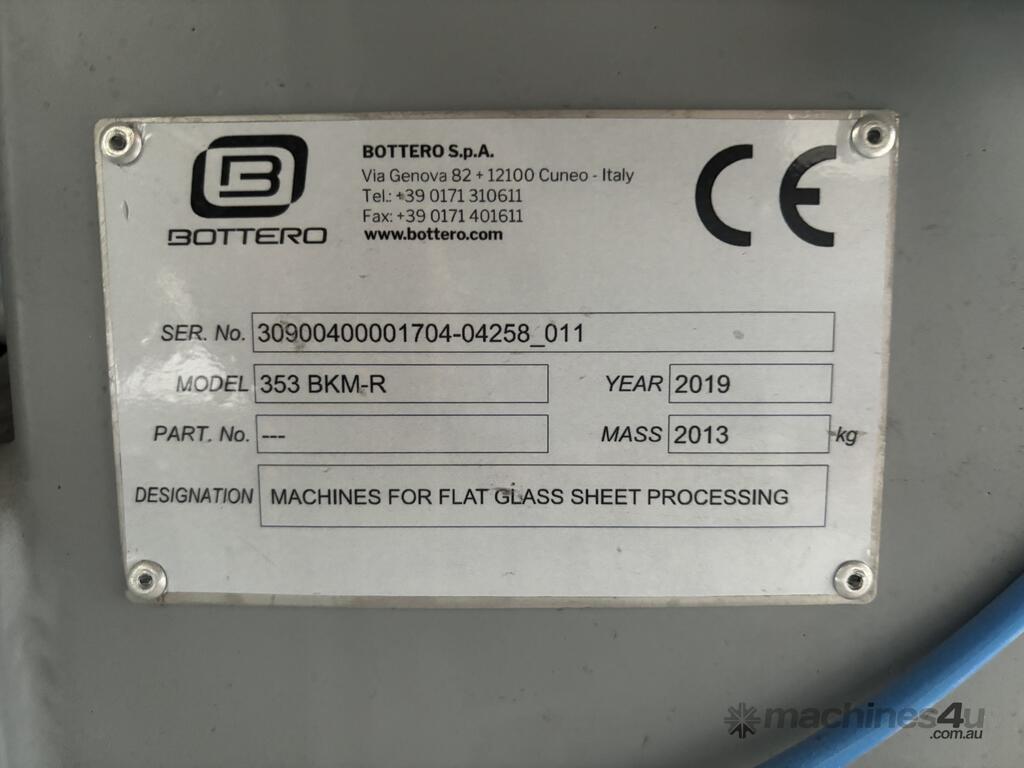 BOTTERO
BOTTERO S.p.A.
Via Genova 82 + 12100 Cuneo - Italy
Tel.: +39 0171 310611
Fax: +39 0171 401611
www.bottero.com
CE
SER. No. 30900400001704-04258_011
MODEL 353 BKM-R YEAR 2019
PART. No. --- MASS 2013 kg
DESIGNATION MACHINES FOR FLAT GLASS SHEET PROCESSING
machines4u
.com.au